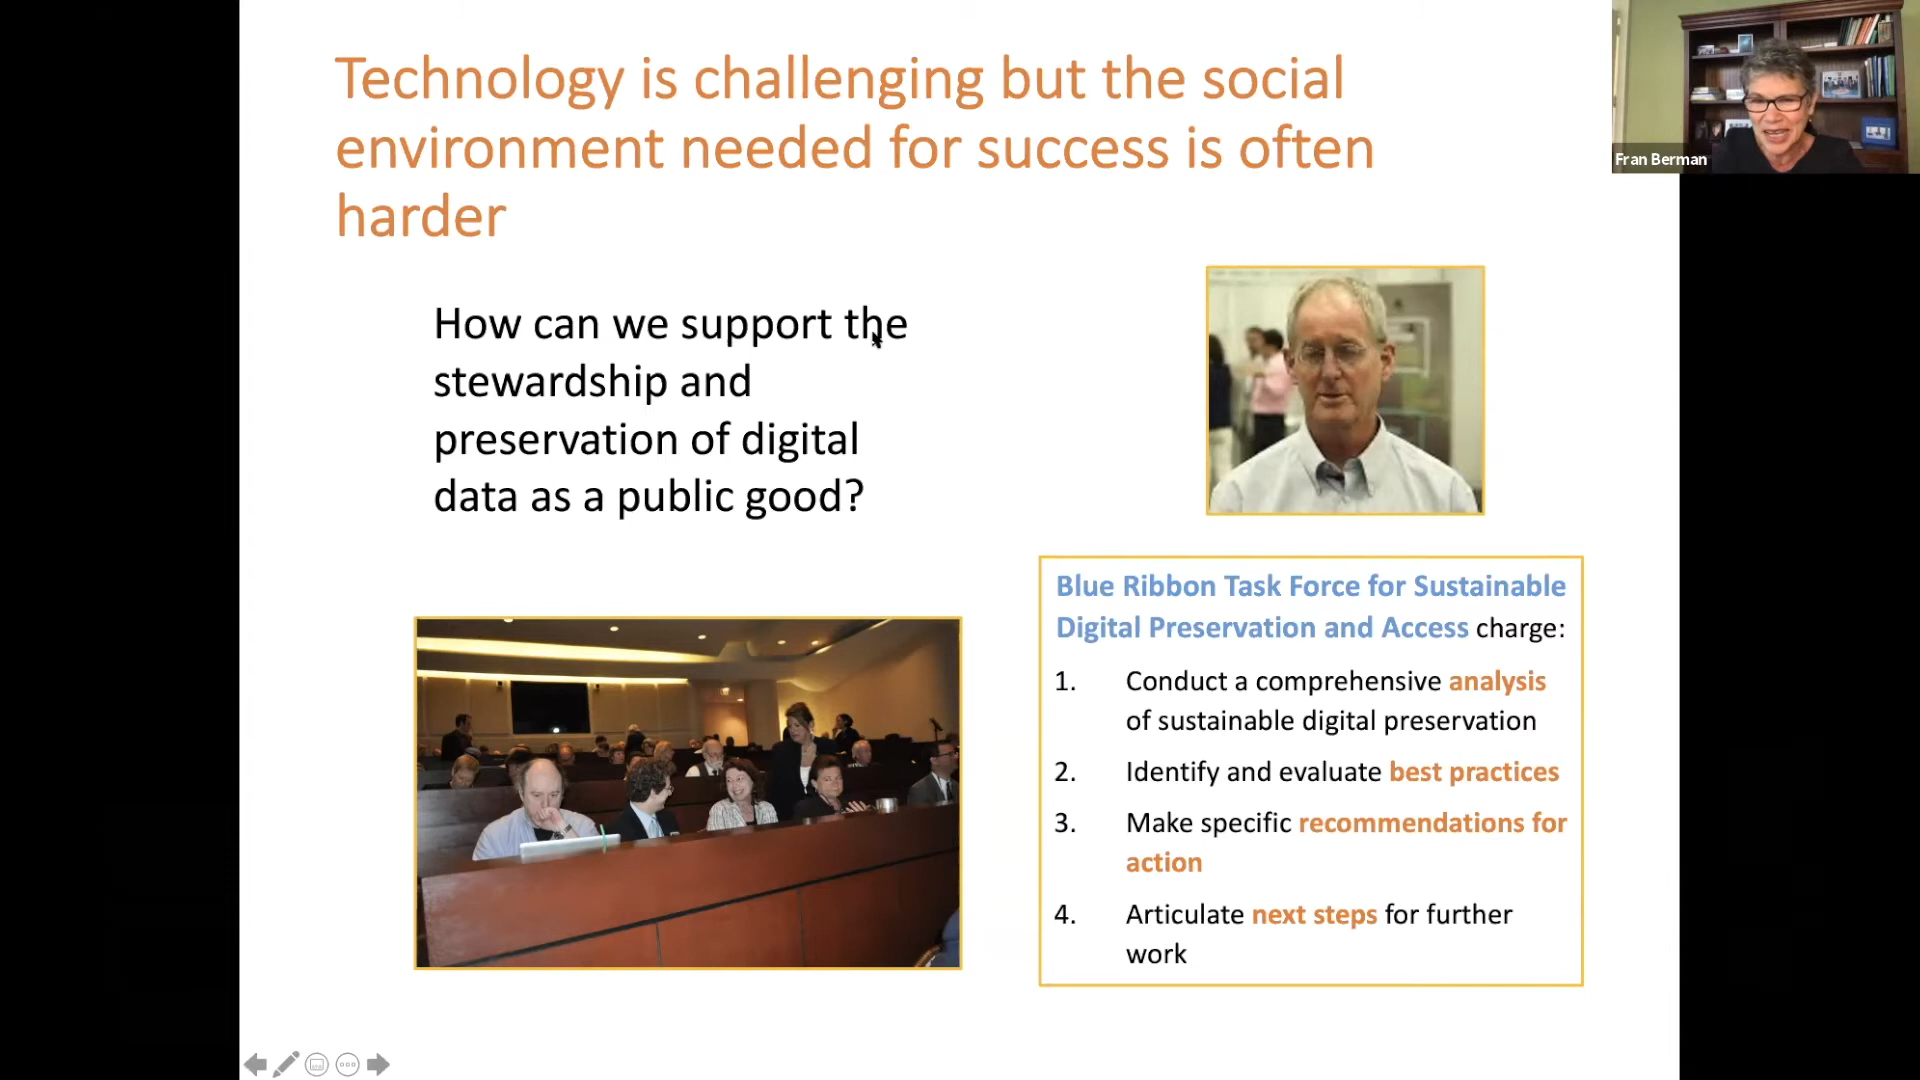 Technology is challenging but the social
environment needed for success is often
harder
Fran Berman
How can we support the
stewardship and
preservation of digital
data as a public good?
Blue Ribbon Task Force for Sustainable
Digital Preservation and Access charge:
1. Conduct a comprehensive analysis
of sustainable digital preservation
2. Identify and evaluate best practices
3. Make specific recommendations for
action
4. Articulate next steps for further
work